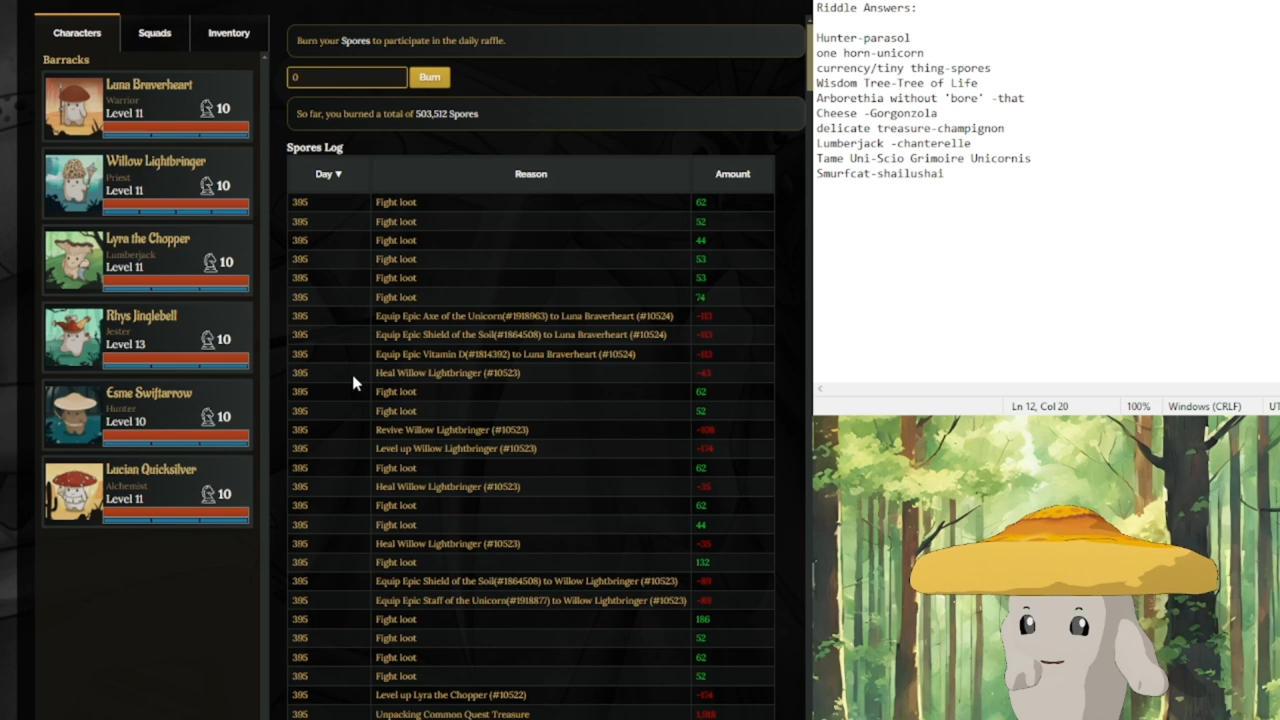 Characters
Squads
Inventory
Barracks
Luna Braverheart
Warrior
Level 11
10
Willow Lightbringer
Priest
Level 11
10
Lyra the Chopper
Lumberjack
Level 11
10
Rhys Jinglebell
Jester
Level 13
10
Esme Swiftarrow
Hunter
Level 10
10
Lucian Quicksilver
Alchemist
Level 11
10
Burn your Spores to participate in the daily raffle.
0
Burn
So far, you burned a total of 503,512 Spores
Spores Log
Day ▼ Reason Amount
395 Fight loot 62
395 Fight loot 52
395 Fight loot 44
395 Fight loot 53
395 Fight loot 53
395 Fight loot 74
395 Equip Epic Axe of the Unicorn(#1918963) to Luna Braverheart (#10524) -113
395 Equip Epic Shield of the Soil(#1864508) to Luna Braverheart (#10524) -113
395 Equip Epic Vitamin D(#1814392) to Luna Braverheart (#10524) -113
395 Heal Willow Lightbringer (#10523) -43
395 Fight loot 62
395 Fight loot 52
395 Revive Willow Lightbringer (#10523) -108
395 Level up Willow Lightbringer (#10523) -174
395 Fight loot 62
395 Heal Willow Lightbringer (#10523) -35
395 Fight loot 62
395 Fight loot 44
395 Heal Willow Lightbringer (#10523) -35
395 Fight loot 132
395 Equip Epic Shield of the Soil(#1864508) to Willow Lightbringer (#10523) -89
395 Equip Epic Staff of the Unicorn(#1918877) to Willow Lightbringer (#10523) -89
395 Fight loot 186
395 Fight loot 52
395 Fight loot 62
395 Fight loot 52
395 Level up Lyra the Chopper (#10522) -174
395 Unpacking Common Quest Treasure 1,918
Riddle Answers:
Hunter-parasol
one horn-unicorn
currency/tiny thing-spores
Wisdom Tree-Tree of Life
Arborethia without 'bore' -that
Cheese -Gorgonzola
delicate treasure-champignon
Lumberjack -chanterelle
Tame Uni-Scio Grimoire Unicornis
Smurfcat-shailushai
Ln 12, Col 20
100%
Windows (CRLF)
UT